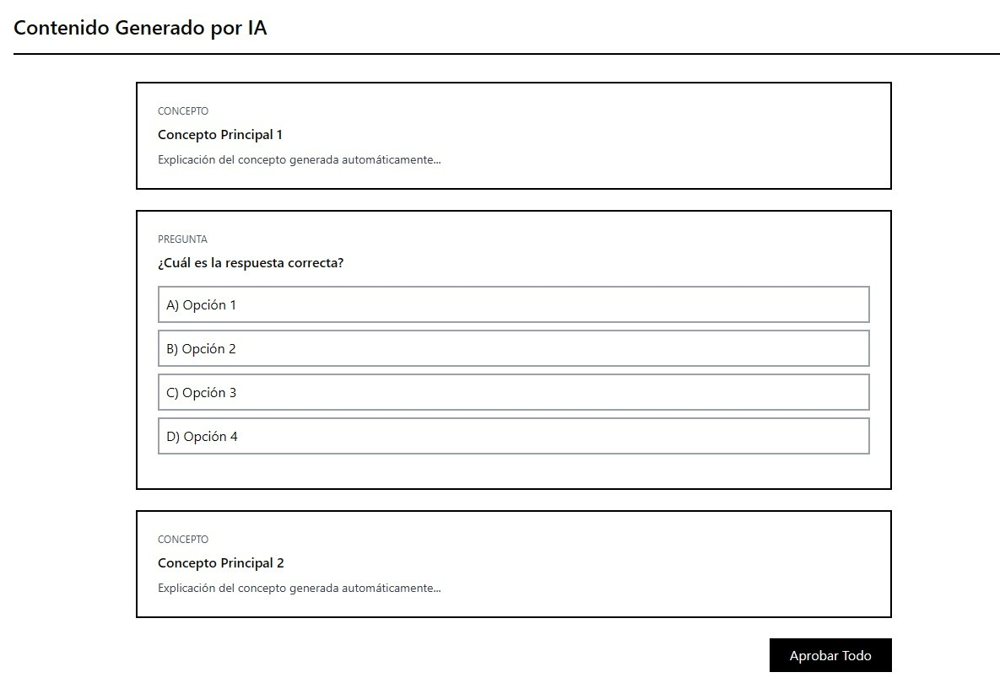 Contenido Generado por IA
CONCEPTO
Concepto Principal 1
Explicación del concepto generada automáticamente...
PREGUNTA
¿Cuál es la respuesta correcta?
A) Opción 1
B) Opción 2
C) Opción 3
D) Opción 4
CONCEPTO
Concepto Principal 2
Explicación del concepto generada automáticamente...
Aprobar Todo